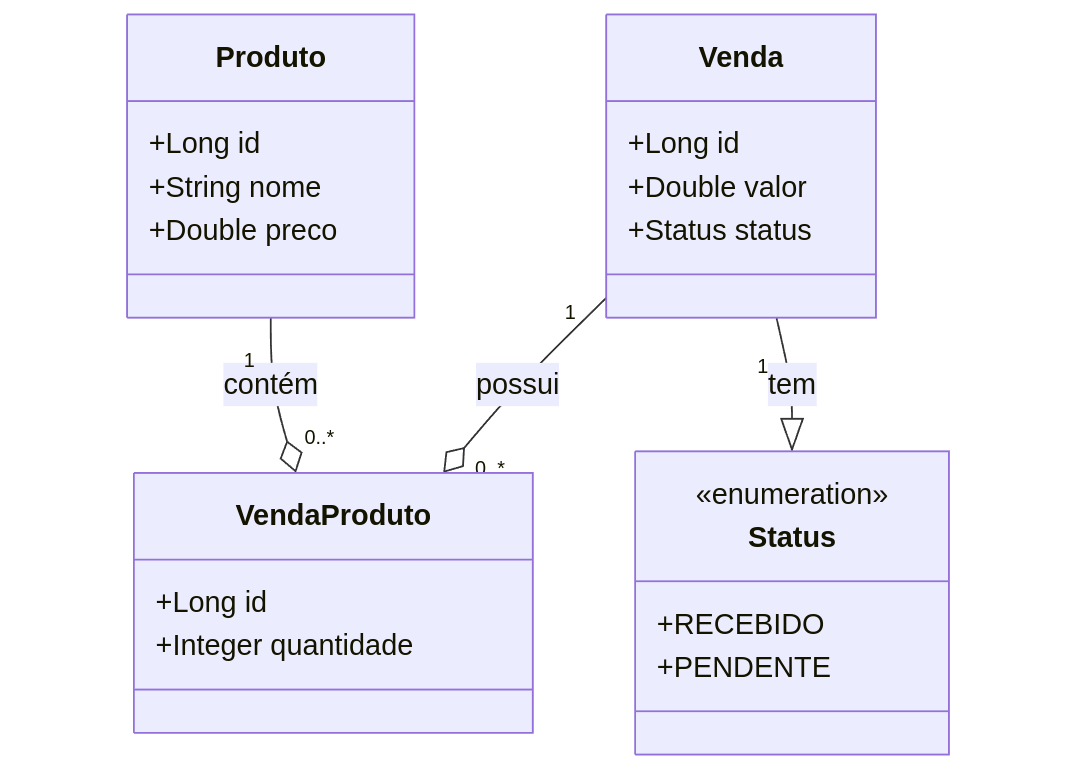 Produto
+Long id
+String nome
+Double preco
Venda
+Long id
+Double valor
+Status status
1
contém
0..*
1
possui
0..*
1
tem
VendaProduto
+Long id
+Integer quantidade
«enumeration»
Status
+RECEBIDO
+PENDENTE